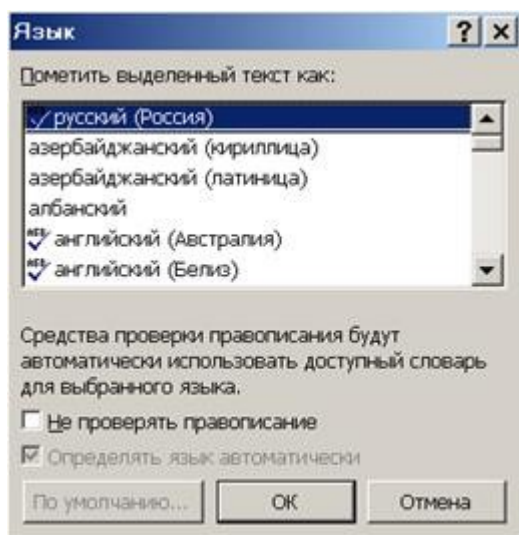 Язык
Пометить выделенный текст как:
русский (Россия)
азербайджанский (кириллица)
азербайджанский (латиница)
албанский
английский (Австралия)
английский (Белиз)
Средства проверки правописания будут
автоматически использовать доступный словарь
для выбранного языка.
Не проверять правописание
Определять язык автоматически
По умолчанию... ОК Отмена